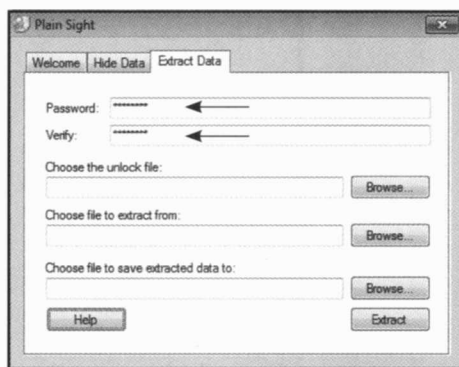 Plain Sight
Welcome Hide Data Extract Data
Password: ********
Verify: ********
Choose the unlock file:
Browse...
Choose file to extract from:
Browse...
Choose file to save extracted data to:
Browse...
Help Extract